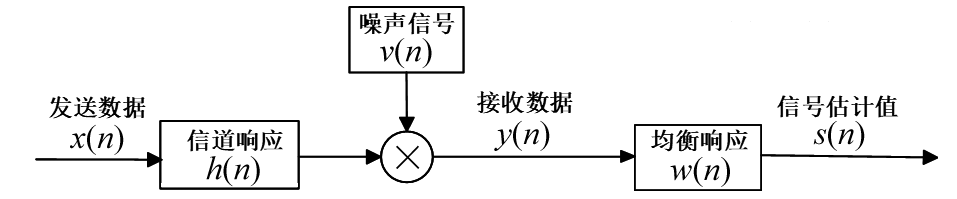 噪声信号
v(n)
发送数据
x(n)
信道响应
h(n)
接收数据
y(n)
均衡响应
w(n)
信号估计值
s(n)